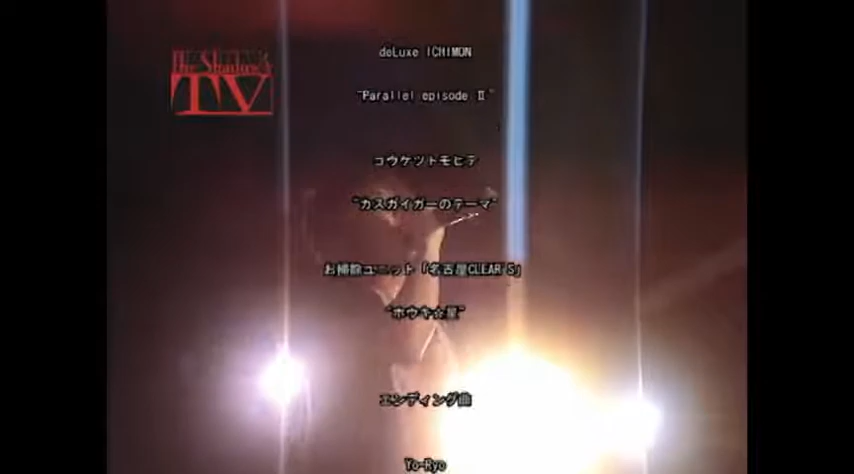 The Shadow's
TV
deLuxe ICHIMON
"Parallel episode Ⅱ"
コウケツトモヒデ
"カスガイガーのテーマ"
お掃除ユニット「名古屋CLEAR'S」
"ホウキ☆星"
エンディング曲
Yo-Ryo